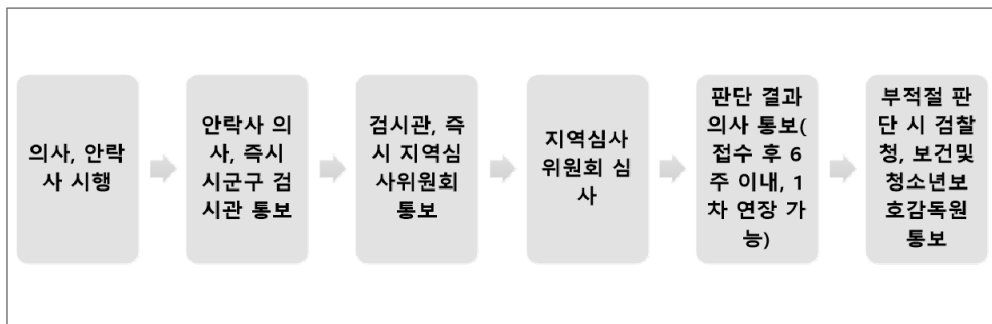 의사, 안락
사 시행
안락사 의
사, 즉시
시군구 검
시관 통보
검시관, 즉
시 지역심
사위원회
통보
지역심사
위원회 심
사
판단 결과
의사 통보(
접수 후 6
주 이내, 1
차 연장 가
능)
부적절 판
단 시 검찰
청, 보건및
청소년보
호감독원
통보